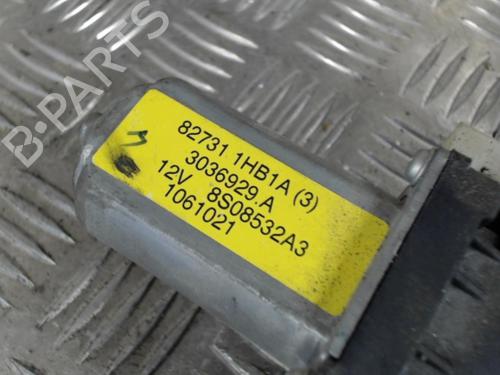 B-PARTS
82731 1HB1A (3)
3036929.A
12V 8S08532A3
1061021